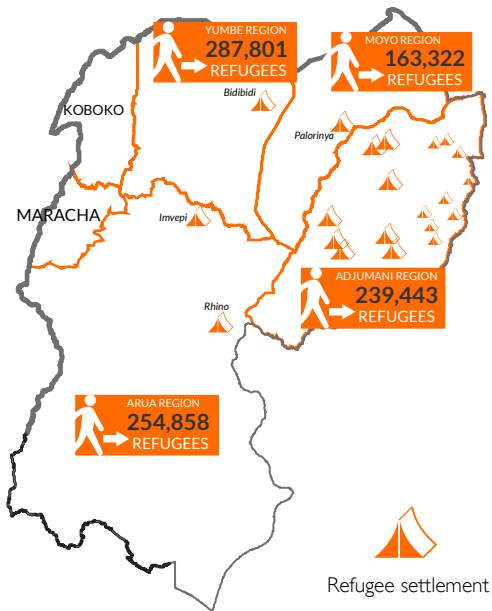 YUMBE REGION
287,801
REFUGEES
MOYO REGION
163,322
REFUGEES
Bidibidi
KOBOKO
Palorinya
MARACHA
Imvepi
ADJUMANI REGION
239,443
REFUGEES
Rhino
ARUA REGION
254,858
REFUGEES
Refugee settlement